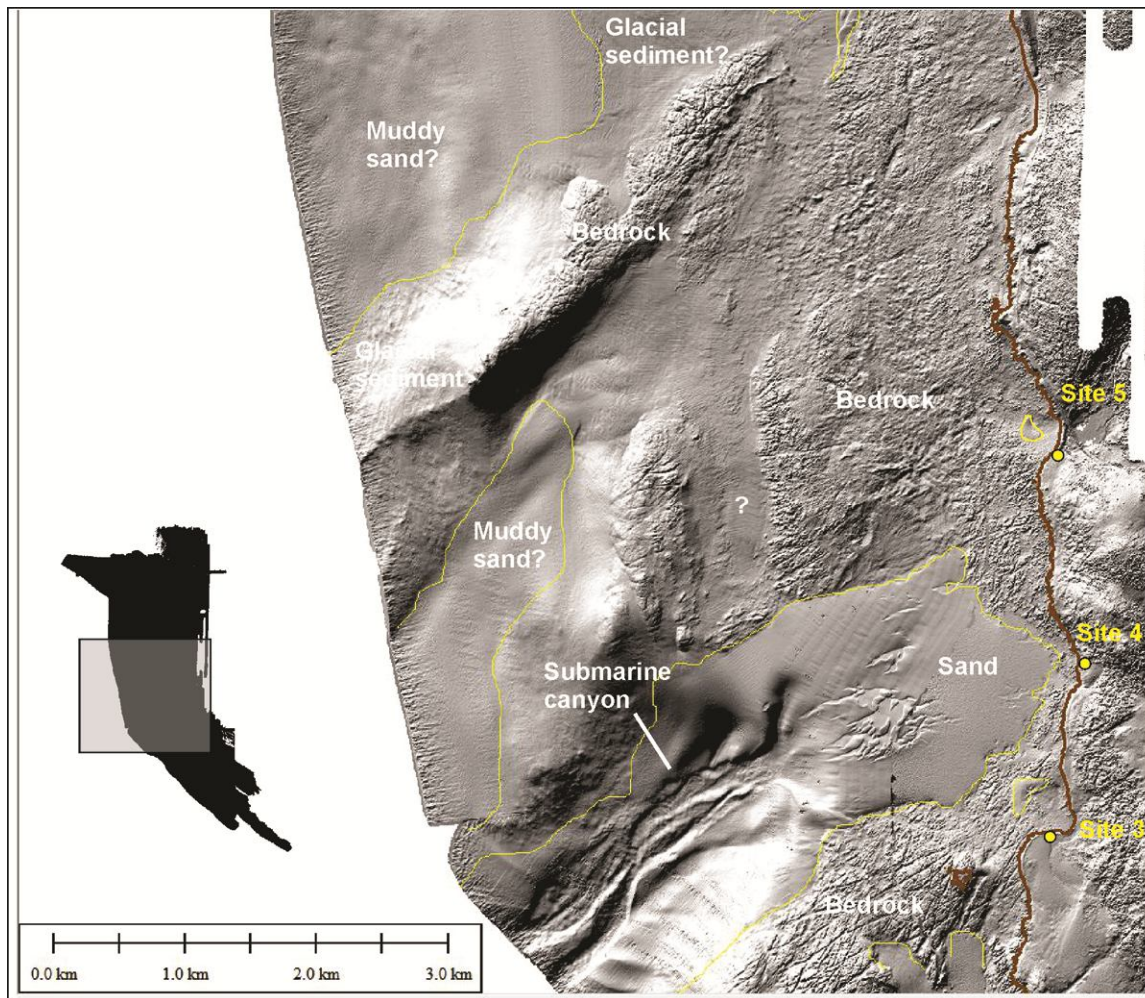 Glacial
sediment?
Muddy
sand?
Bedrock
Glacial
sediment?
Bedrock
Site 5
?
Muddy
sand?
Site 4
Submarine
canyon
Sand
Site 3
Bedrock
0.0 km 1.0 km 2.0 km 3.0 km